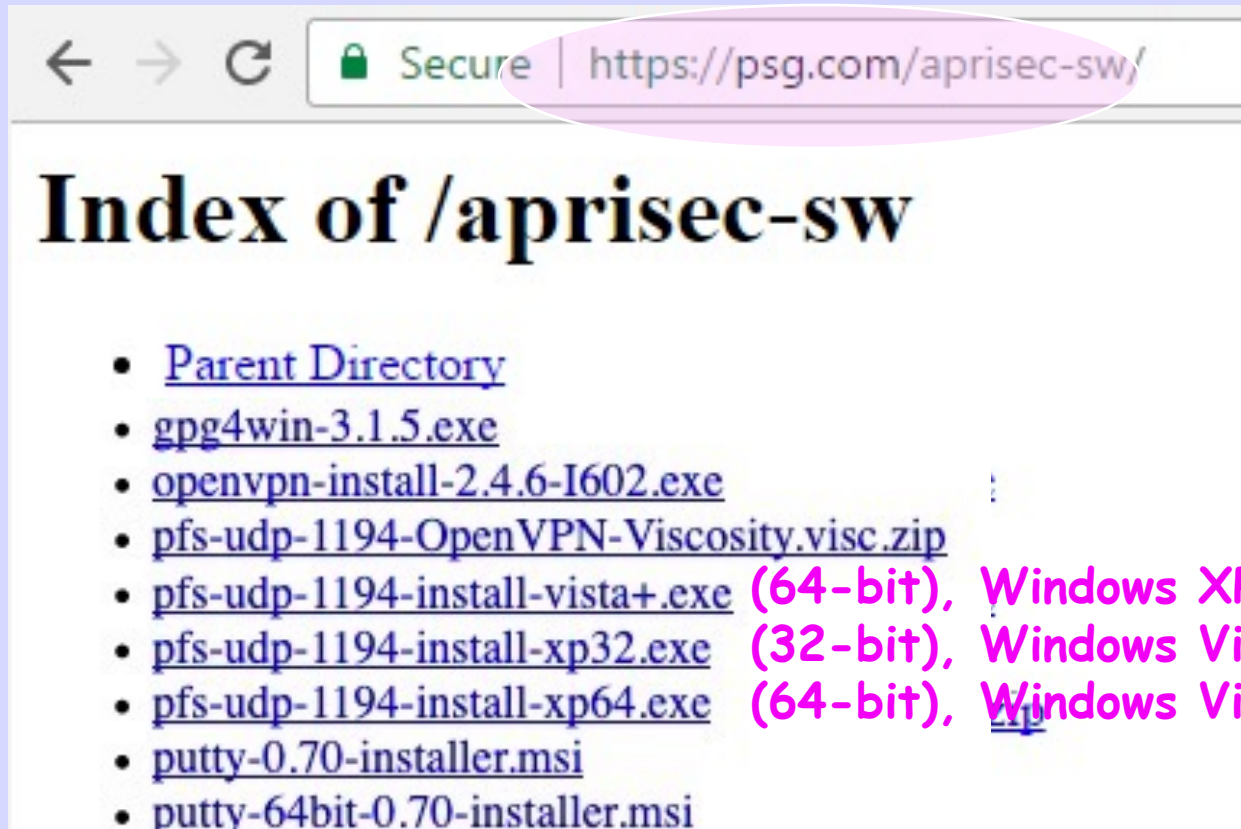 Secure | https://psg.com/aprisec-sw/
Index of /aprisec-sw
• Parent Directory
• gpg4win-3.1.5.exe
• openvpn-install-2.4.6-I602.exe
• pfs-udp-1194-OpenVPN-Viscosity.visc.zip
• pfs-udp-1194-install-vista+.exe (64-bit), Windows X
• pfs-udp-1194-install-xp32.exe (32-bit), Windows Vi
• pfs-udp-1194-install-xp64.exe (64-bit), Windows Vi
zip
• putty-0.70-installer.msi
• putty-64bit-0.70-installer.msi